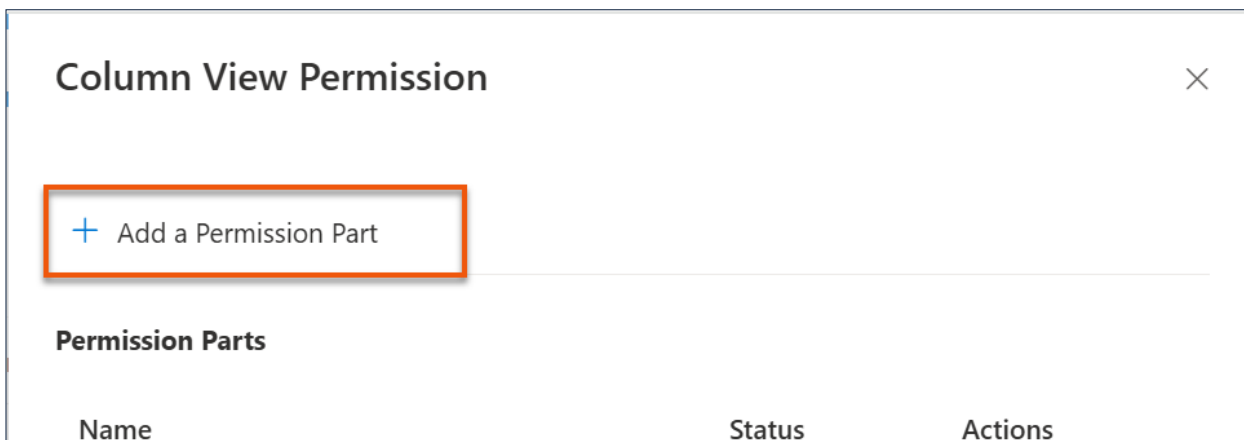 Column View Permission
Add a Permission Part
Permission Parts
Name Status Actions